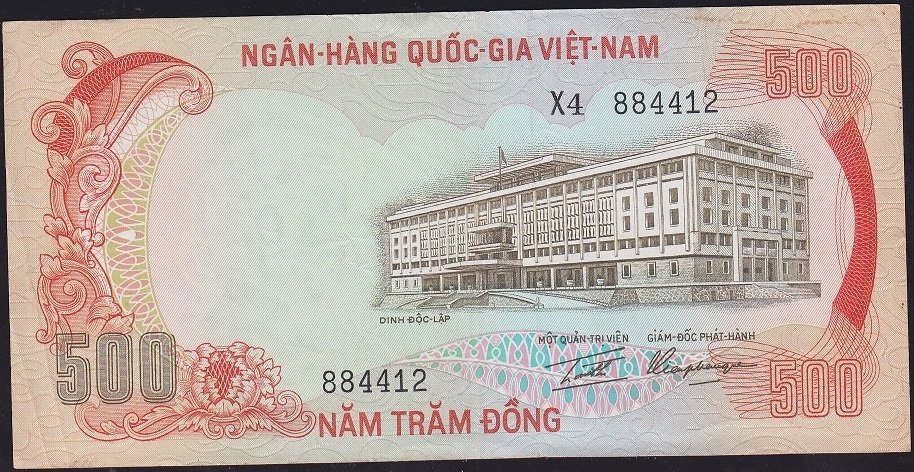 NGÂN-HÀNG QUỐC-GIA VIỆT-NAM
500
X4 884412
DINH ĐỘC-LẬP
MỘT QUẢN-TRỊ VIÊN GIÁM-ĐỐC PHÁT-HÀNH
500
884412
500
NĂM TRĂM ĐỒNG